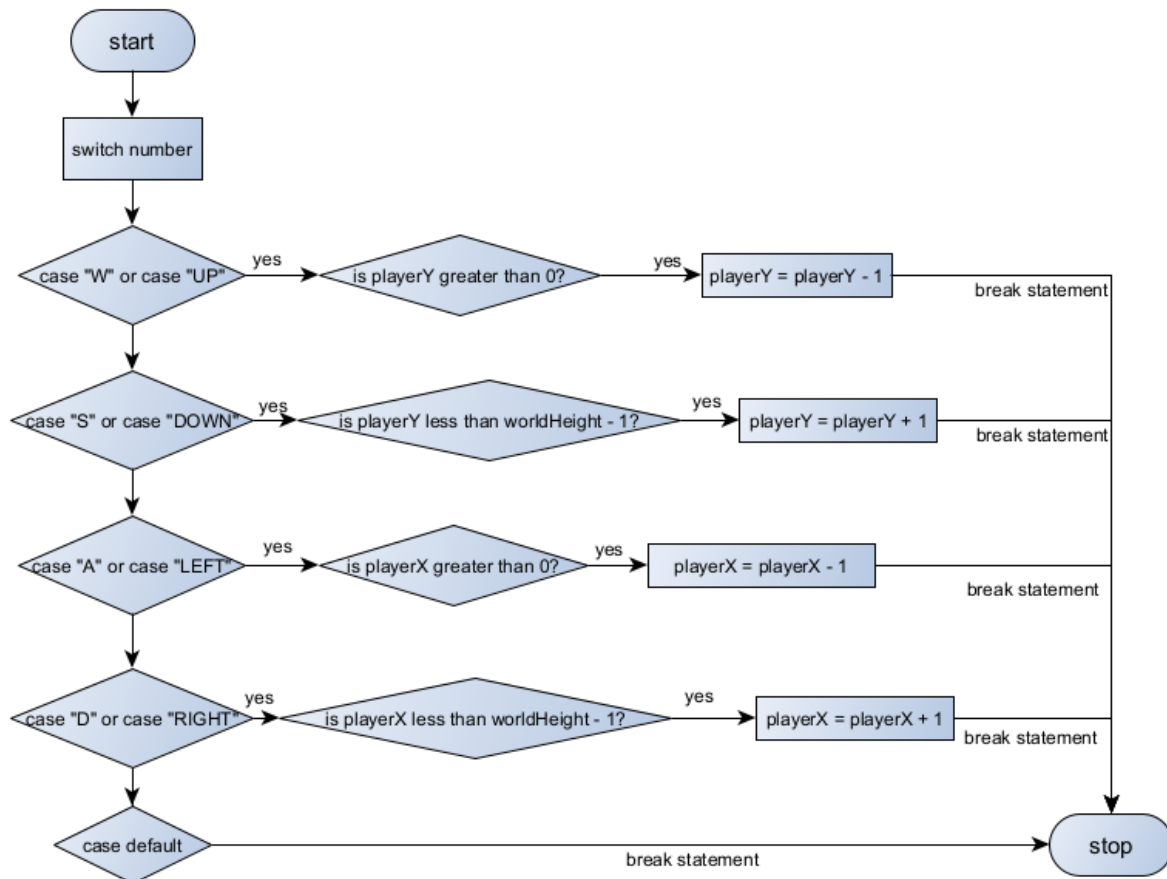 start
switch number
case "W" or case "UP"
yes
is playerY greater than 0?
yes
playerY = playerY - 1
break statement
case "S" or case "DOWN"
yes
is playerY less than worldHeight - 1?
yes
playerY = playerY + 1
break statement
case "A" or case "LEFT"
yes
is playerX greater than 0?
yes
playerX = playerX - 1
break statement
case "D" or case "RIGHT"
yes
is playerX less than worldHeight - 1?
yes
playerX = playerX + 1
break statement
case default
break statement
stop